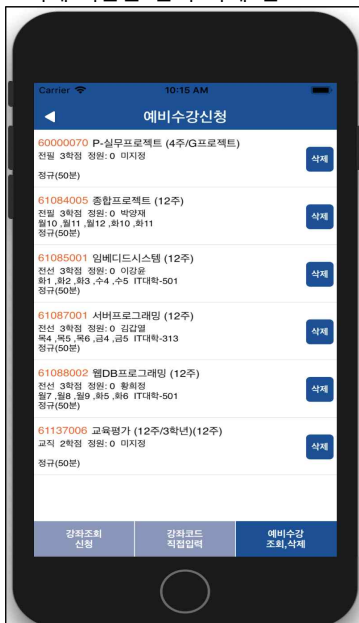 Carrier 10:15 AM
예비수강신청
60000070 P-실무프로젝트 (4주/G프로젝트)
전필 3학점 정원: 0 미지정
삭제
정규(50분)
61084005 종합프로젝트 (12주)
전필 3학점 정원: 0 박양재
삭제
월10 ,월11 ,월12 ,화10 ,화11
정규(50분)
61085001 임베디드시스템 (12주)
전선 3학점 정원: 0 이강윤
삭제
화1 ,화2 ,화3 ,수4 ,수5 IT대학-501
정규(50분)
61087001 서버프로그래밍 (12주)
전선 3학점 정원: 0 김갑열
삭제
목4 ,목5 ,목6 ,금4 ,금5 IT대학-313
정규(50분)
61088002 웹DB프로그래밍 (12주)
전선 3학점 정원: 0 황희정
삭제
월7 ,월8 ,월9 ,화5 ,화6 IT대학-501
정규(50분)
61137006 교육평가 (12주/3학년)(12주)
교직 2학점 정원: 0 미지정
삭제
정규(50분)
강좌조회 강좌코드 예비수강
신청 직접입력 조회,삭제